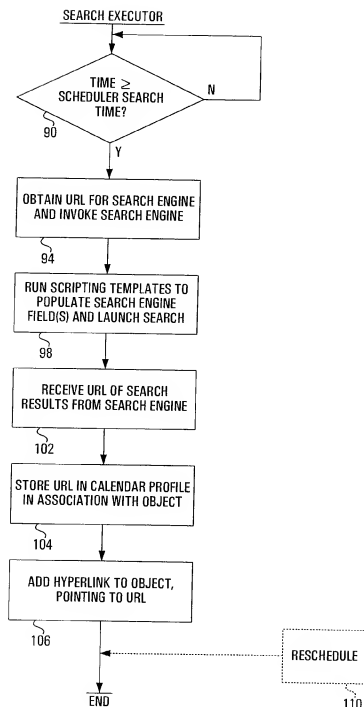 SEARCH EXECUTOR
TIME ≥
SCHEDULER SEARCH
TIME?
N
90
Y
OBTAIN URL FOR SEARCH ENGINE
AND INVOKE SEARCH ENGINE
94
RUN SCRIPTING TEMPLATES TO
POPULATE SEARCH ENGINE
FIELD(S) AND LAUNCH SEARCH
98
RECEIVE URL OF SEARCH
RESULTS FROM SEARCH ENGINE
102
STORE URL IN CALENDAR PROFILE
IN ASSOCIATION WITH OBJECT
104
ADD HYPERLINK TO OBJECT,
POINTING TO URL
106
RESCHEDULE
110
END